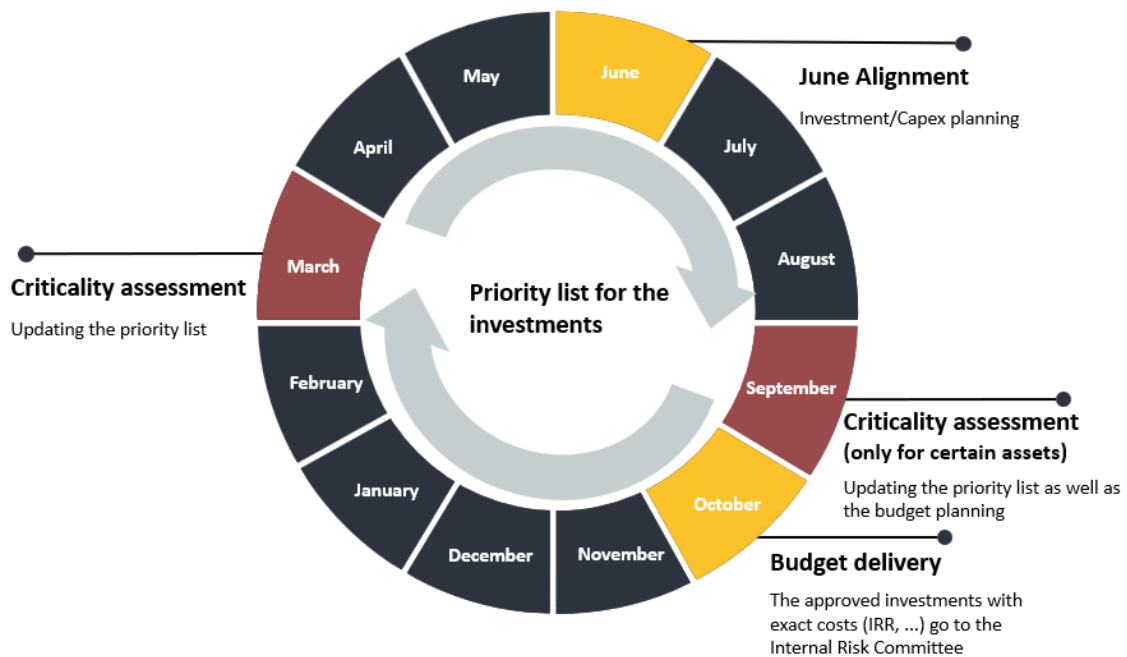 May
June
June Alignment
Investment/Capex planning
April
July
March
August
Criticality assessment
Updating the priority list
Priority list for the
investments
February
September
Criticality assessment
(only for certain assets)
Updating the priority list as well as
the budget planning
January
October
December
November
Budget delivery
The approved investments with
exact costs (IRR, ...) go to the
Internal Risk Committee